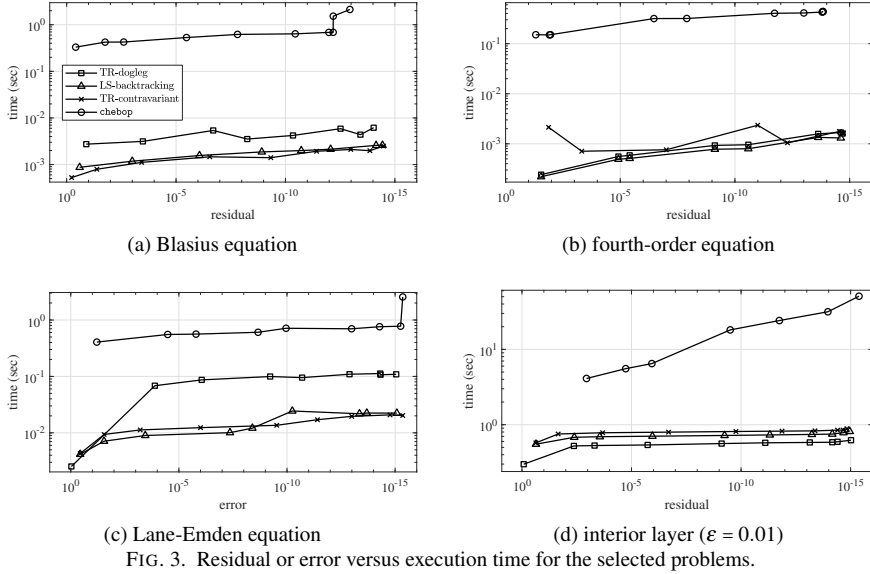 10^0
10^-1
10^-2
10^-3
time (sec)
TR-dogleg
LS-backtracking
TR-contravariant
chebop
10^0
10^-5
10^-10
10^-15
residual
(a) Blasius equation
10^-1
10^-2
10^-3
time (sec)
10^0
10^-5
10^-10
10^-15
residual
(b) fourth-order equation
10^0
10^-1
10^-2
time (sec)
10^0
10^-5
10^-10
10^-15
error
(c) Lane-Emden equation
10^1
10^0
time (sec)
10^0
10^-5
10^-10
10^-15
residual
(d) interior layer (ε = 0.01)
FIG. 3. Residual or error versus execution time for the selected problems.